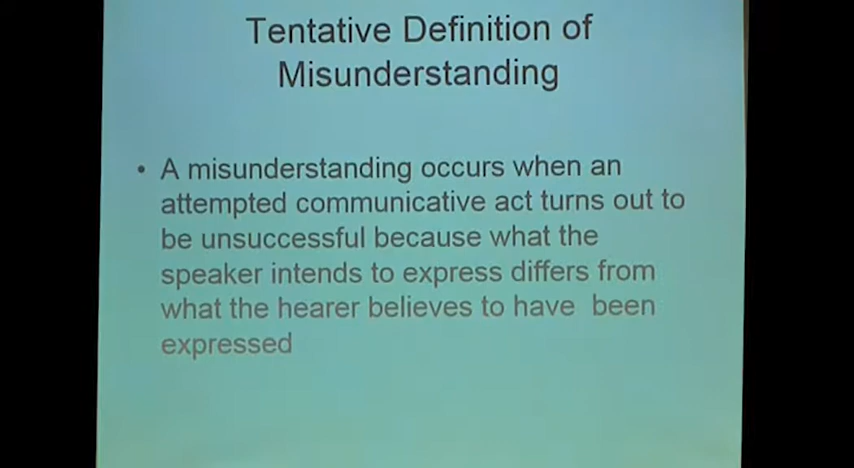 Tentative Definition of
Misunderstanding
• A misunderstanding occurs when an
attempted communicative act turns out to
be unsuccessful because what the
speaker intends to express differs from
what the hearer believes to have been
expressed